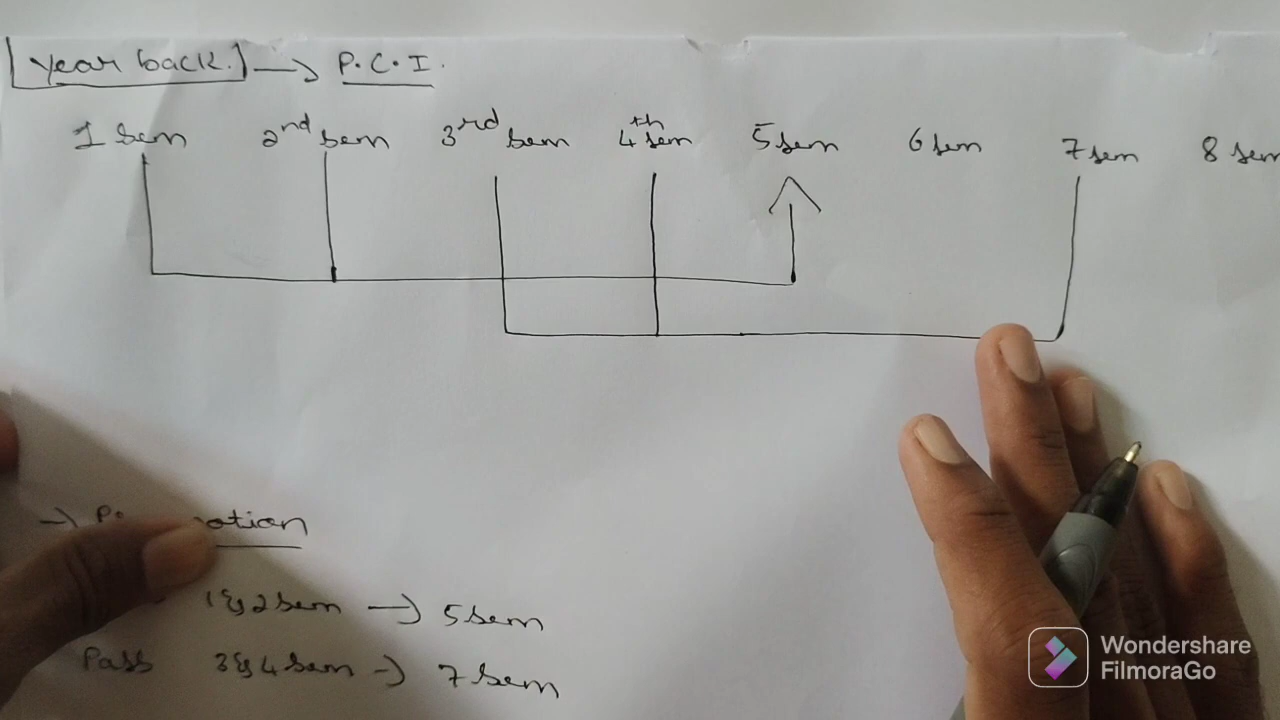 Year back. → P.C.I.
1 sem 2nd sem 3rd sem 4th sem 5 sem 6 sem 7 sem 8 sem
→
1 & 2 sem → 5 sem
Pass 3 & 4 sem → 7 sem
Wondershare
FilmoraGo